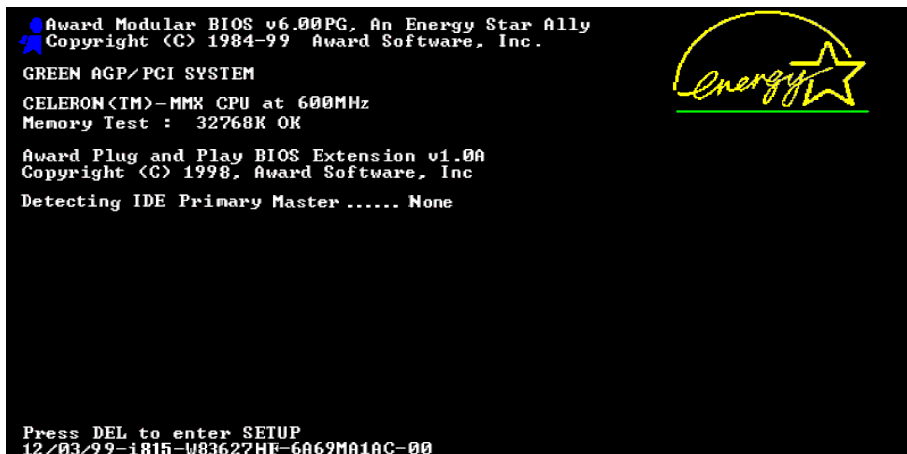 Award Modular BIOS v6.00PG, An Energy Star Ally
Copyright (C) 1984-99 Award Software, Inc.
energy
GREEN AGP/PCI SYSTEM
CELERON(TM)-MMX CPU at 600MHz
Memory Test : 32768K OK
Award Plug and Play BIOS Extension v1.0A
Copyright (C) 1998, Award Software, Inc
Detecting IDE Primary Master ...... None
Press DEL to enter SETUP
12/03/99-i815-W83627HF-6A69MA1AC-00